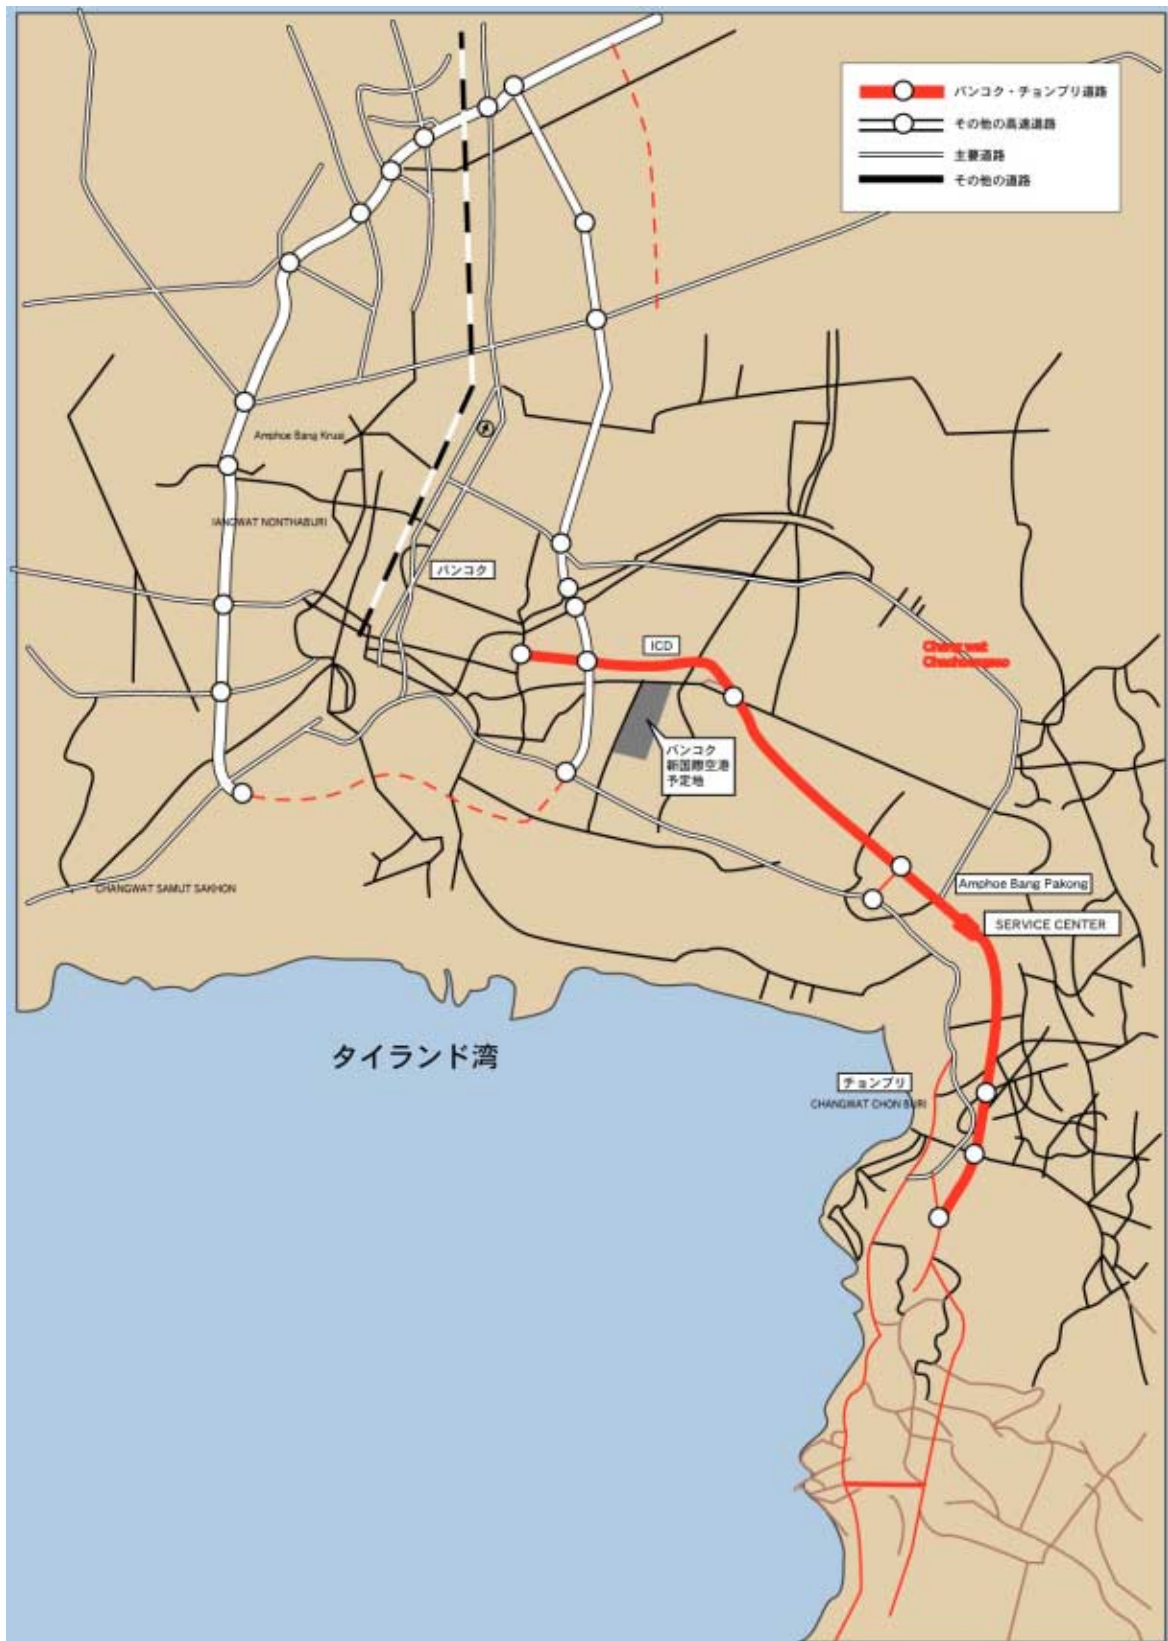 バンコク・チョンブリ道路
その他の高速道路
主要道路
その他の道路
Amphoe Bang Kruai
IANGWAT NONTHABURI
バンコク
ICD
バンコク
新国際空港
予定地
CHANGWAT SAMUT SAKHON
Amphoe Bang Pakong
SERVICE CENTER
タイランド湾
チョンブリ
CHANGWAT CHON BURI